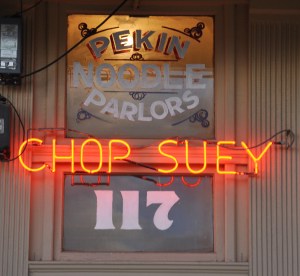 PEKIN
NOODLE
PARLORS
CHOP SUEY
117